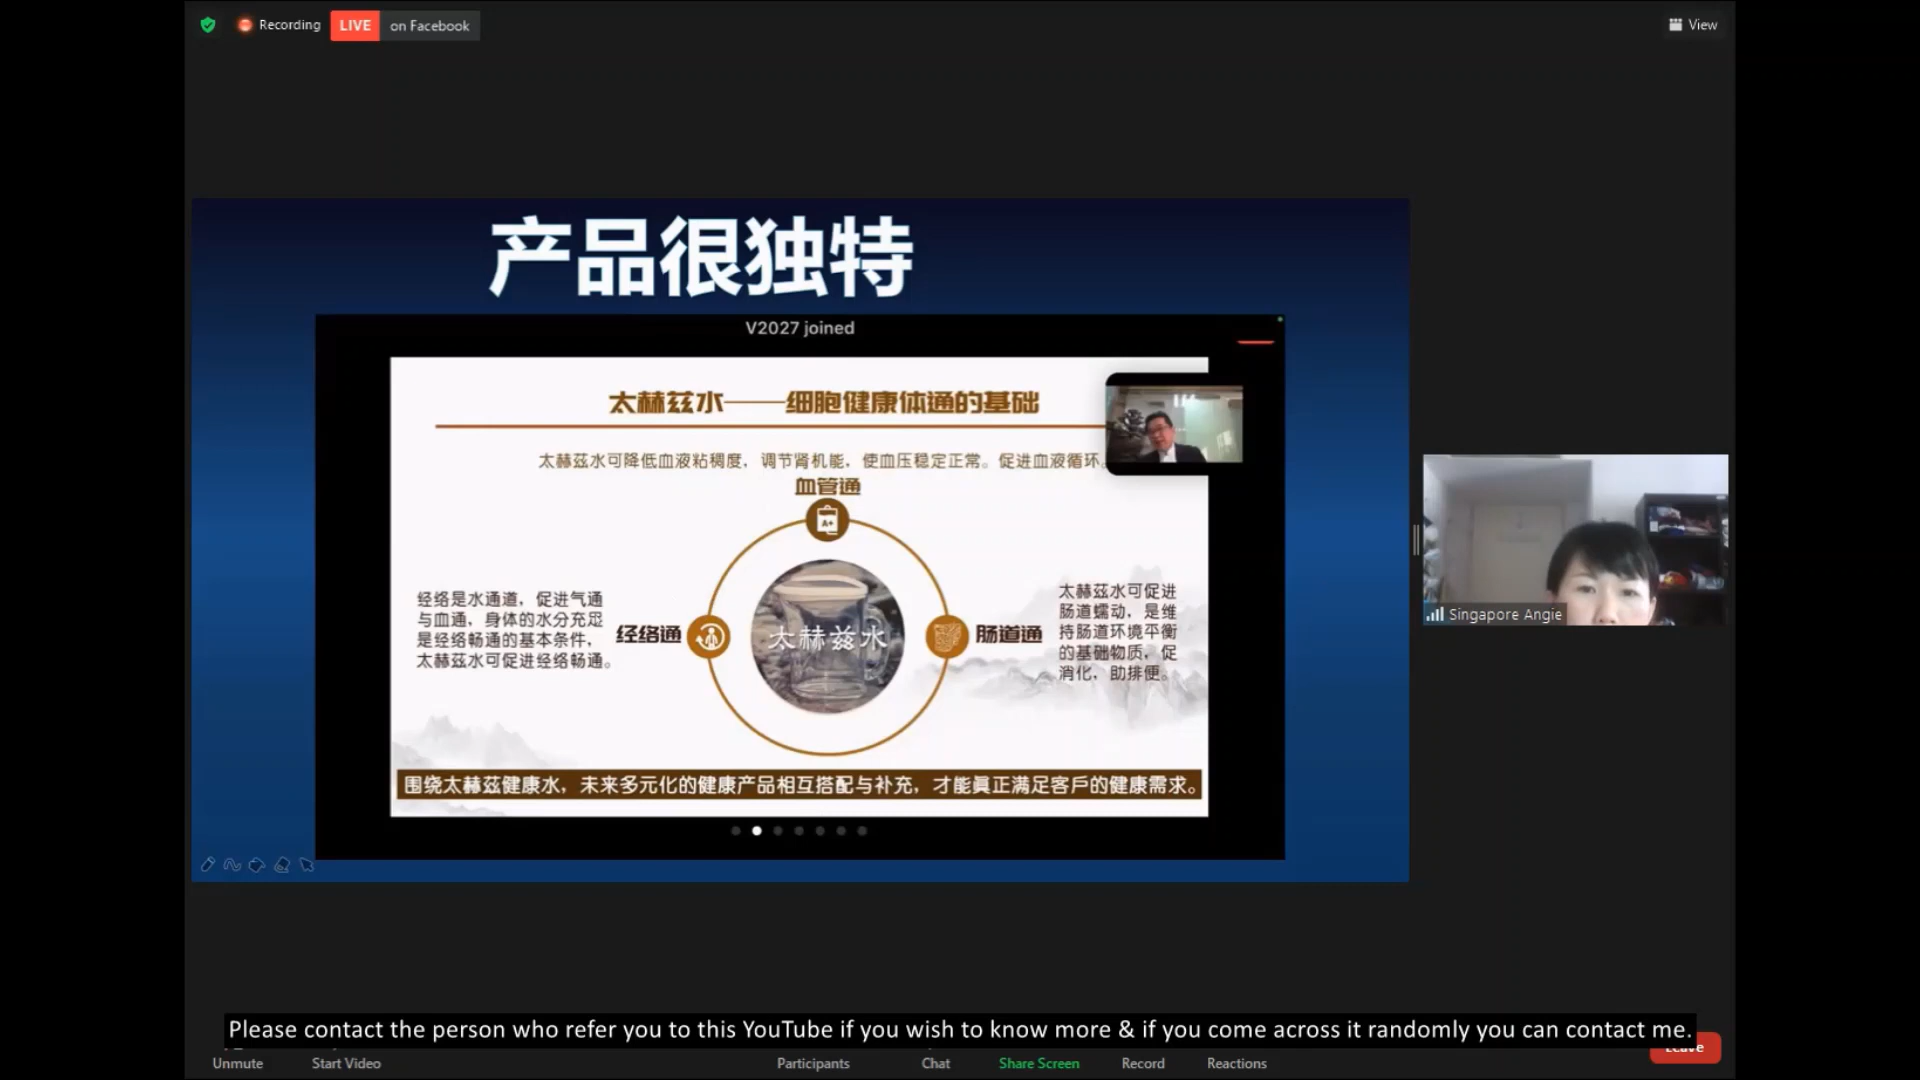 Recording
LIVE on Facebook
View
产品很独特
V2027 joined
太赫兹水——细胞健康体通的基础
太赫兹水可降低血液粘稠度，调节肾机能，使血压稳定正常。促进血液循环。
血管通
A+
经络是水通道，促进气通
与血通，身体的水分充足
是经络畅通的基本条件，
太赫兹水可促进经络畅通。
经络通
太赫兹水
肠道通
太赫兹水可促进
肠道蠕动，是维
持肠道环境平衡
的基础物质，促
消化，助排便。
围绕太赫兹健康水，未来多元化的健康产品相互搭配与补充，才能真正满足客户的健康需求。
Singapore Angie
Please contact the person who refer you to this YouTube if you wish to know more & if you come across it randomly you can contact me.
Leave
Unmute
Start Video
Participants
Chat
Share Screen
Record
Reactions